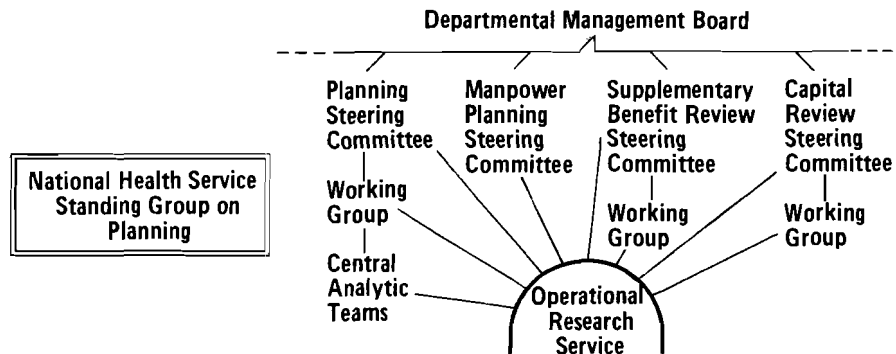 Departmental Management Board
Planning
Steering
Committee
Manpower
Planning
Steering
Committee
Supplementary
Benefit Review
Steering
Committee
Capital
Review
Steering
Committee
National Health Service
Standing Group on
Planning
Working
Group
Working
Group
Working
Group
Central
Analytic
Teams
Operational
Research
Service